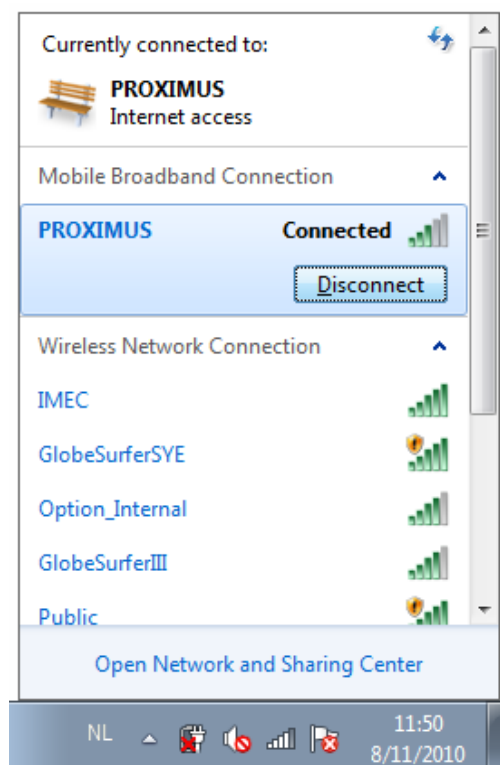 Currently connected to:
PROXIMUS
Internet access
Mobile Broadband Connection
PROXIMUS Connected
Disconnect
Wireless Network Connection
IMEC
GlobeSurferSYE
Option_Internal
GlobeSurferIII
Public
Open Network and Sharing Center
NL 11:50
8/11/2010